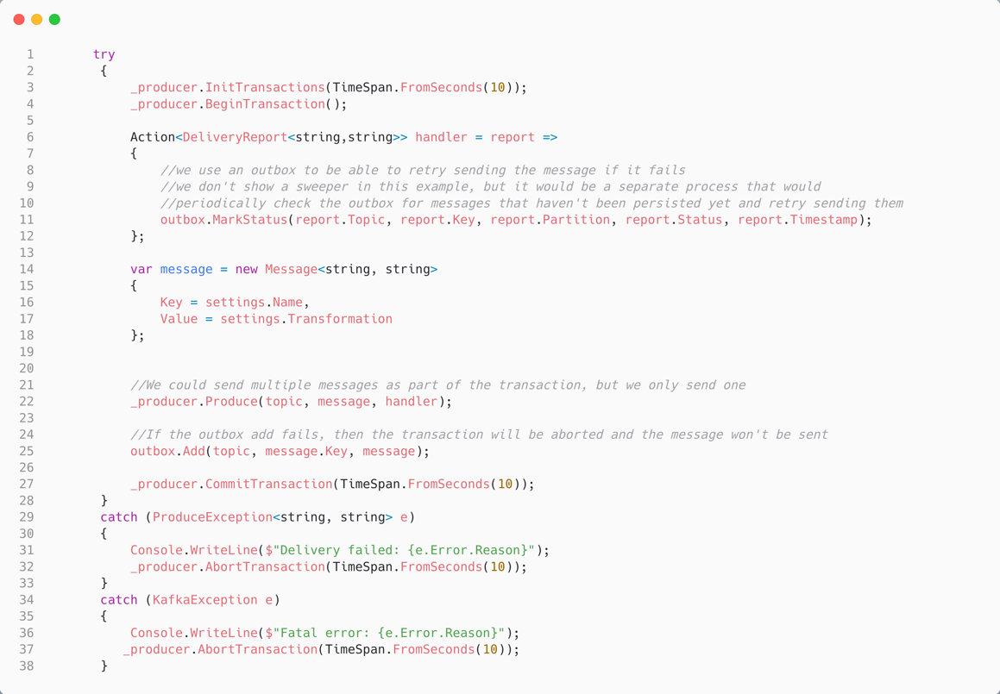 1 try
2 {
3 _producer.InitTransactions(TimeSpan.FromSeconds(10));
4 _producer.BeginTransaction();
5
6 Action<DeliveryReport<string,string>> handler = report =>
7 {
8 //we use an outbox to be able to retry sending the message if it fails
9 //we don't show a sweeper in this example, but it would be a separate process that would
10 //periodically check the outbox for messages that haven't been persisted yet and retry sending them
11 outbox.MarkStatus(report.Topic, report.Key, report.Partition, report.Status, report.Timestamp);
12 };
13
14 var message = new Message<string, string>
15 {
16 Key = settings.Name,
17 Value = settings.Transformation
18 };
19
20
21 //We could send multiple messages as part of the transaction, but we only send one
22 _producer.Produce(topic, message, handler);
23
24 //If the outbox add fails, then the transaction will be aborted and the message won't be sent
25 outbox.Add(topic, message.Key, message);
26
27 _producer.CommitTransaction(TimeSpan.FromSeconds(10));
28 }
29 catch (ProduceException<string, string> e)
30 {
31 Console.WriteLine($"Delivery failed: {e.Error.Reason}");
32 _producer.AbortTransaction(TimeSpan.FromSeconds(10));
33 }
34 catch (KafkaException e)
35 {
36 Console.WriteLine($"Fatal error: {e.Error.Reason}");
37 _producer.AbortTransaction(TimeSpan.FromSeconds(10));
38 }